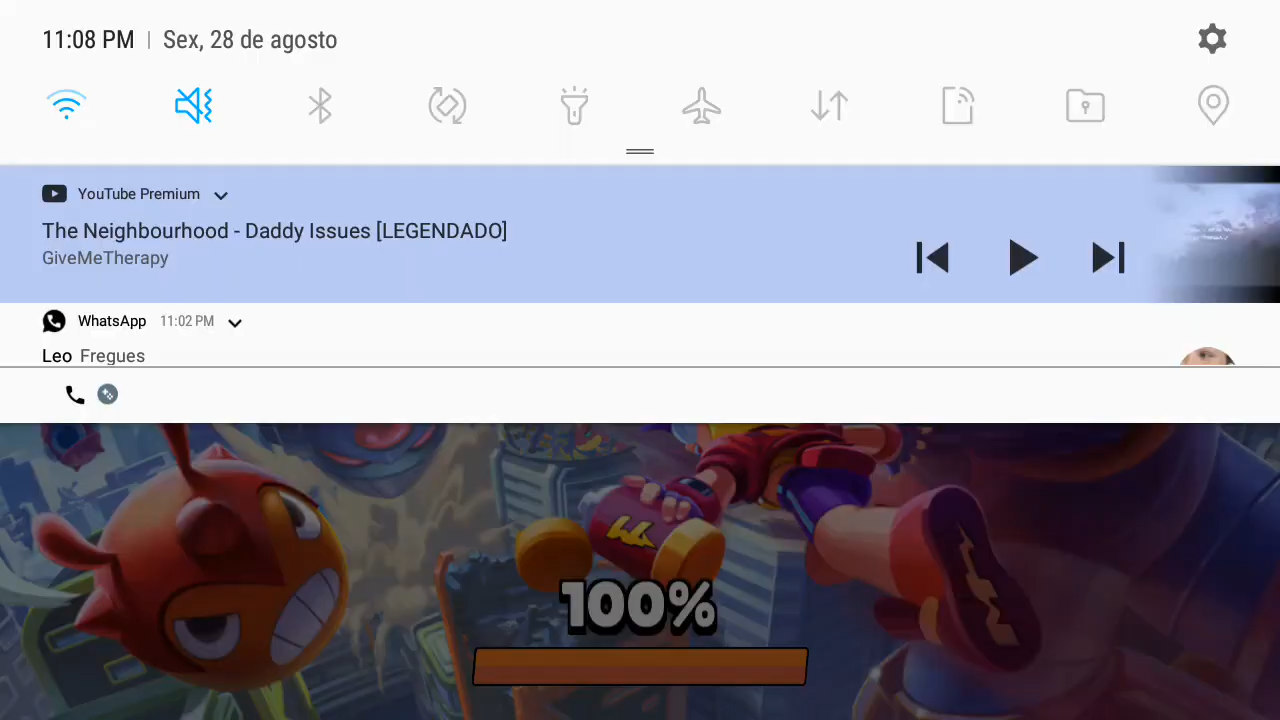 11:08 PM | Sex, 28 de agosto
YouTube Premium
The Neighbourhood - Daddy Issues [LEGENDADO]
GiveMeTherapy
WhatsApp 11:02 PM
Leo Fregues
100%